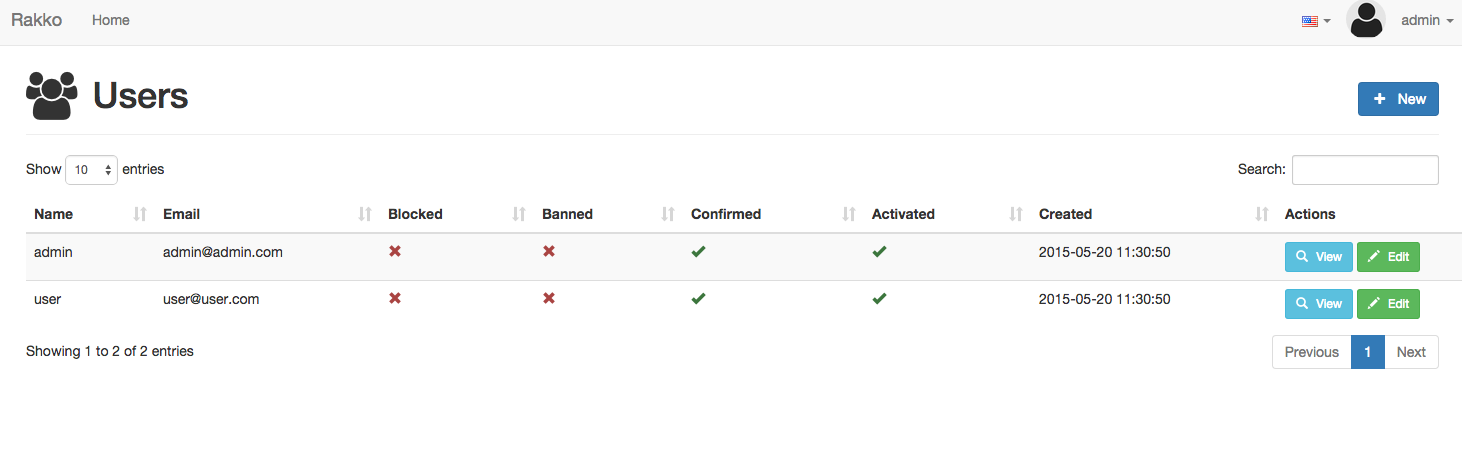 Rakko Home admin
Users
New
Show 10 entries Search:
Name Email Blocked Banned Confirmed Activated Created Actions
admin admin@admin.com 2015-05-20 11:30:50 View Edit
user user@user.com 2015-05-20 11:30:50 View Edit
Showing 1 to 2 of 2 entries Previous 1 Next